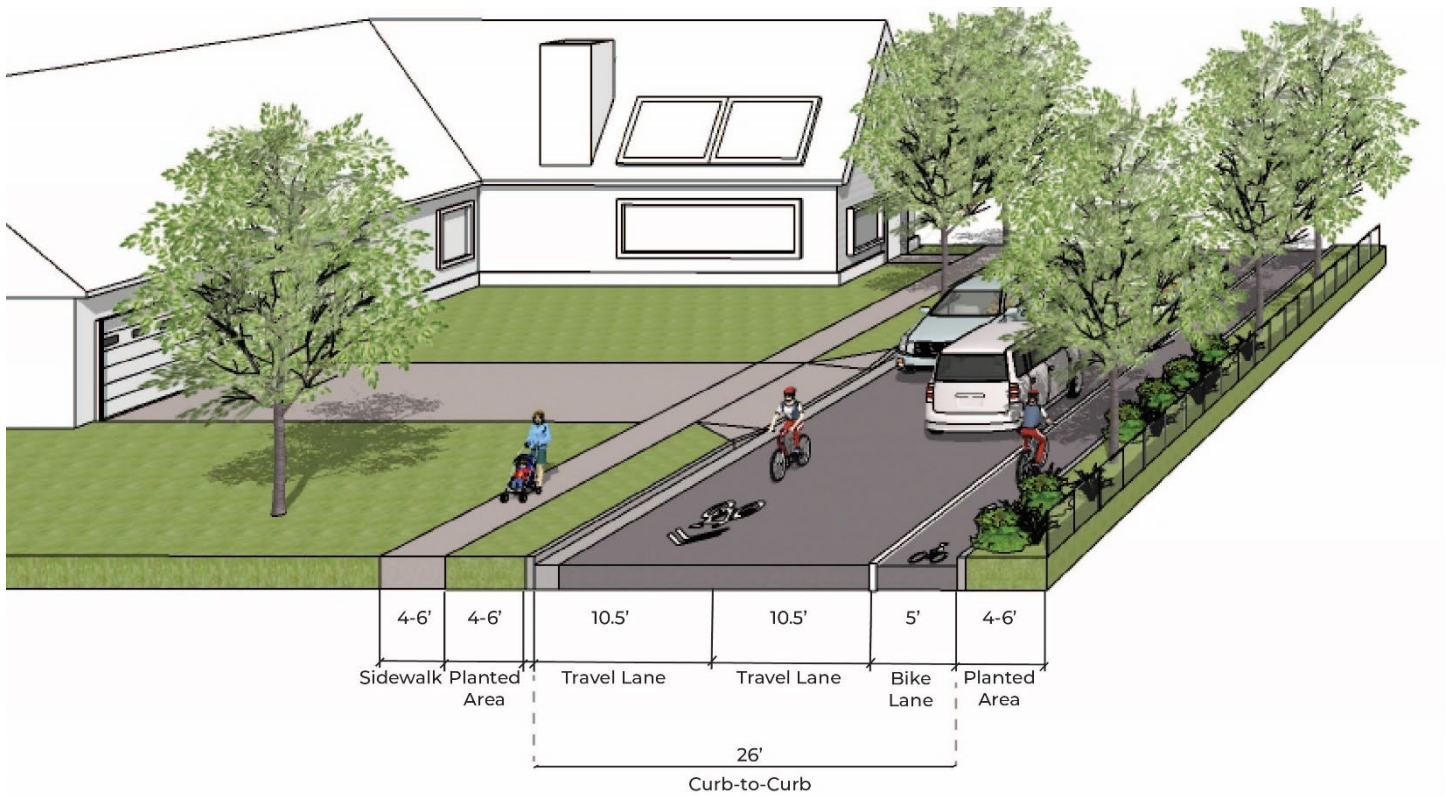 4-6’ 4-6’ 10.5’ 10.5’ 5’ 4-6’
Sidewalk Planted Travel Lane Travel Lane Bike Planted
Area Lane Area
26’
Curb-to-Curb